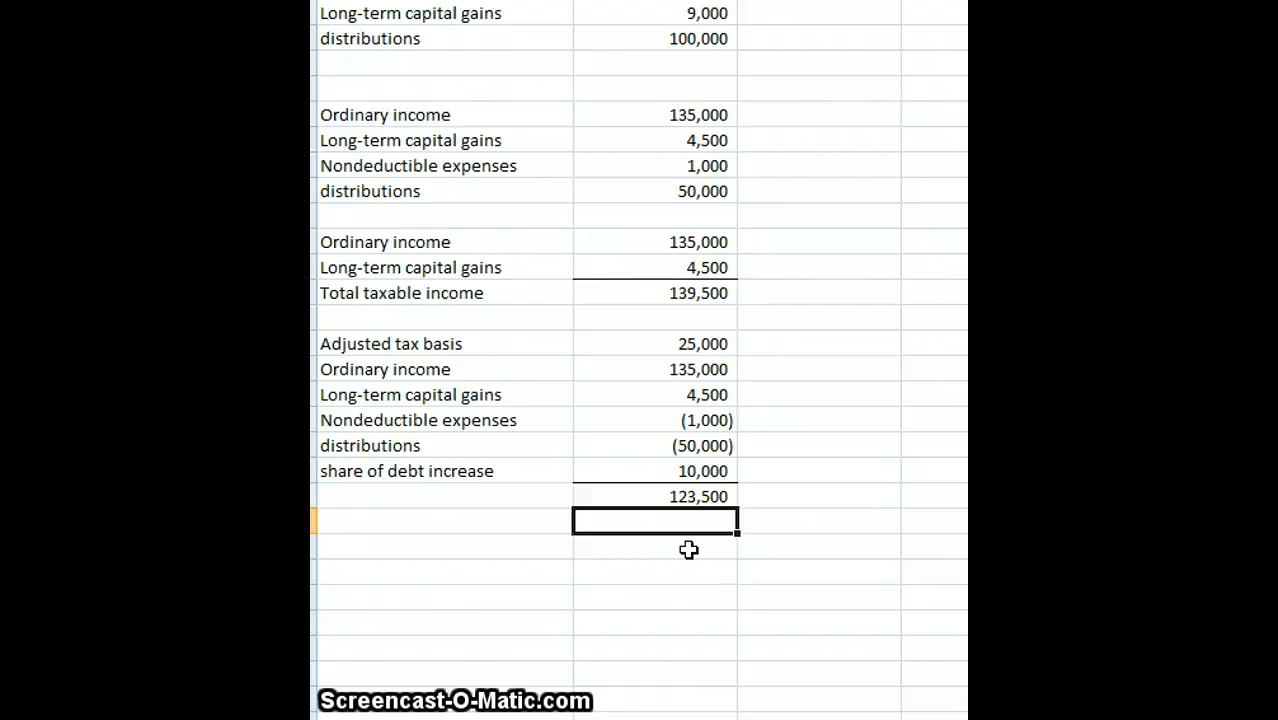 Long-term capital gains 9,000
distributions 100,000
Ordinary income 135,000
Long-term capital gains 4,500
Nondeductible expenses 1,000
distributions 50,000
Ordinary income 135,000
Long-term capital gains 4,500
Total taxable income 139,500
Adjusted tax basis 25,000
Ordinary income 135,000
Long-term capital gains 4,500
Nondeductible expenses (1,000)
distributions (50,000)
share of debt increase 10,000
123,500
Screencast-O-Matic.com